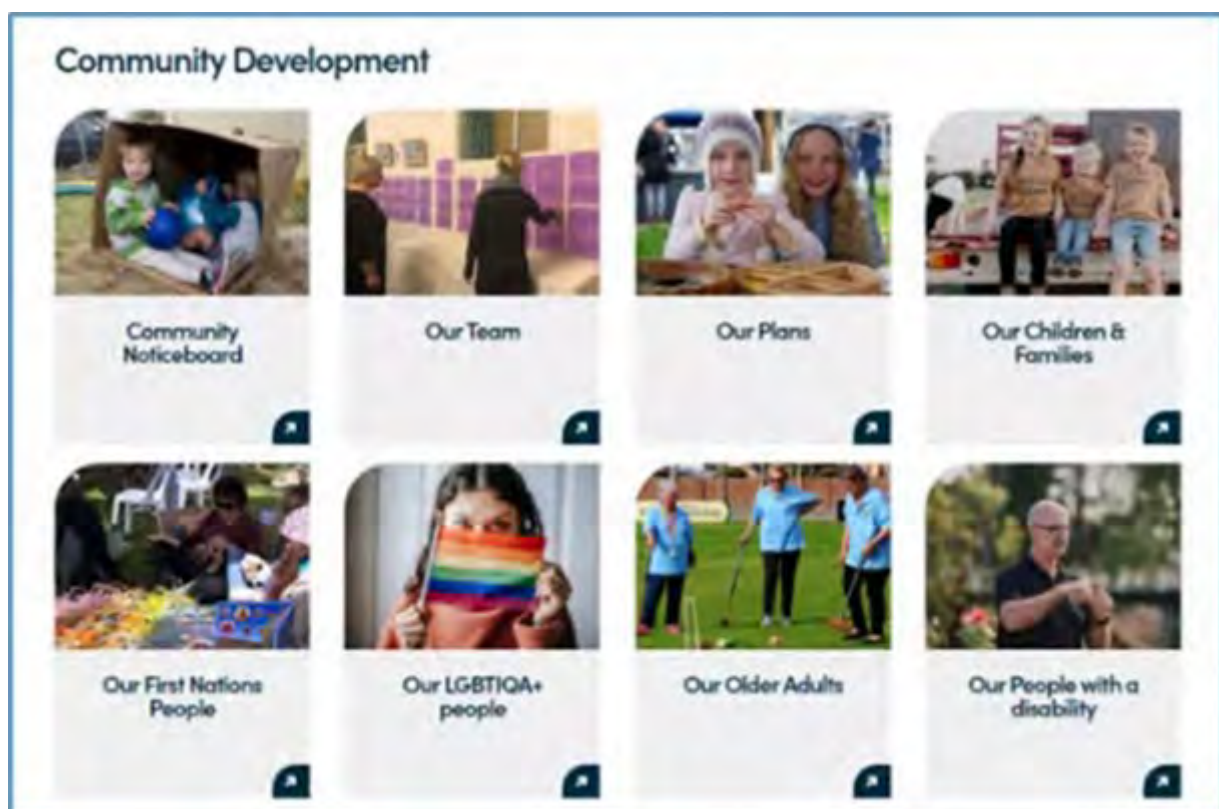 Community Development
Community
Noticeboard
Our Team
Our Plans
Our Children &
Families
Our First Nations
People
Our LGBTIQA+
people
Our Older Adults
Our People with a
disability